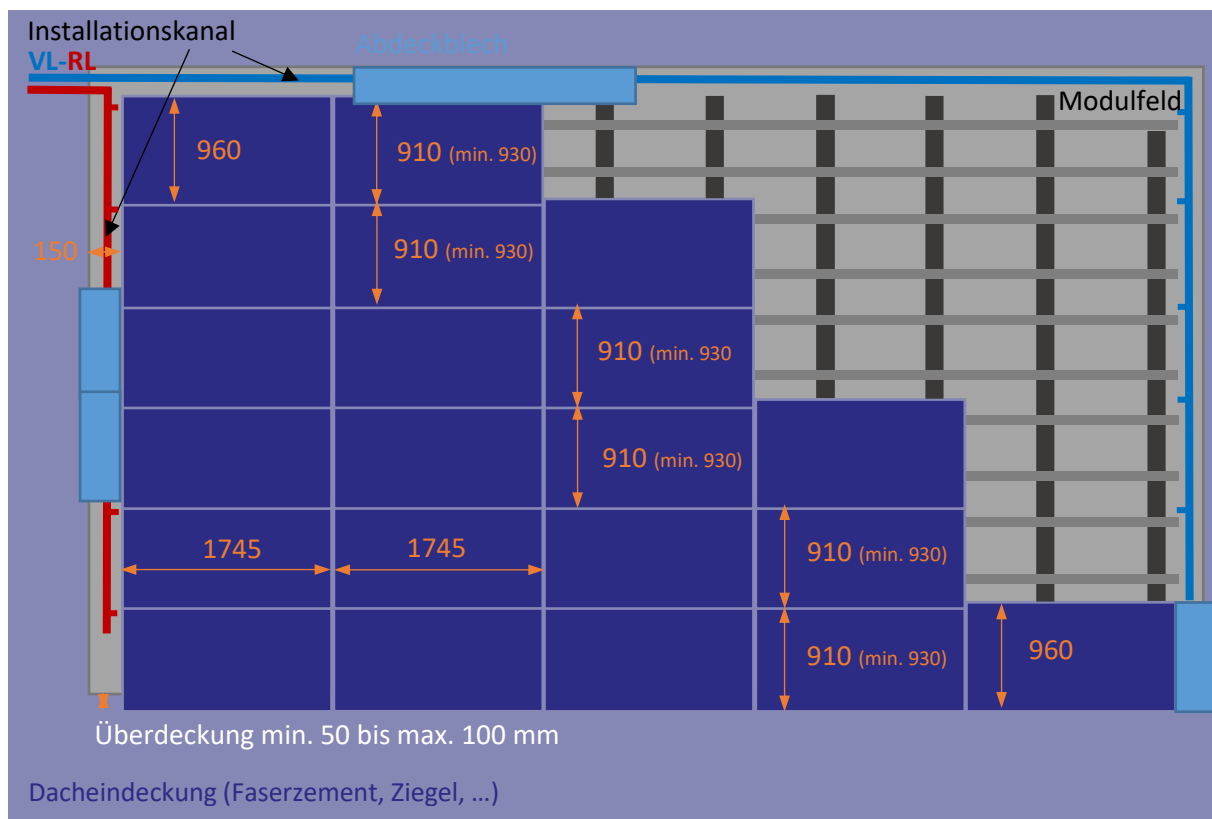 Installationskanal
Abdeckblech
VL-RL
Modulfeld
960
910 (min. 930)
150
910 (min. 930)
910 (min. 930
910 (min. 930)
1745
1745
910 (min. 930)
910 (min. 930)
960
Überdeckung min. 50 bis max. 100 mm
Dacheindeckung (Faserzement, Ziegel, …)